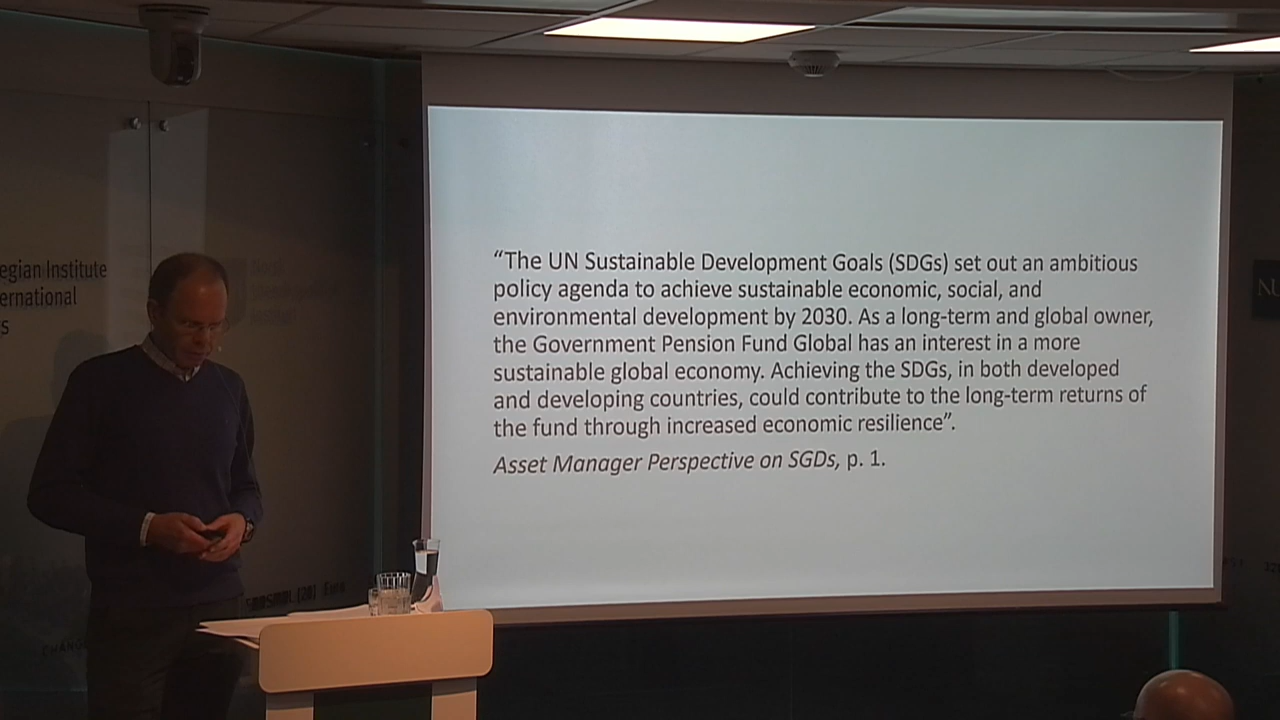 egian Institute
ernational
s
“The UN Sustainable Development Goals (SDGs) set out an ambitious
policy agenda to achieve sustainable economic, social, and
environmental development by 2030. As a long-term and global owner,
the Government Pension Fund Global has an interest in a more
sustainable global economy. Achieving the SDGs, in both developed
and developing countries, could contribute to the long-term returns of
the fund through increased economic resilience”.
Asset Manager Perspective on SGDs, p. 1.
NU
CHANG